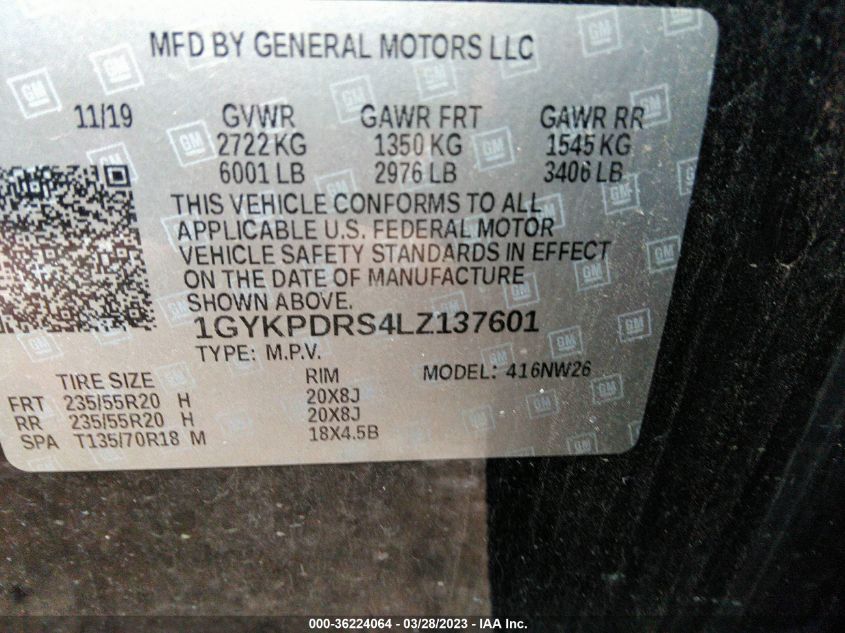 MFD BY GENERAL MOTORS LLC
11/19 GVWR GAWR FRT GAWR RR
2722 KG 1350 KG 1545 KG
6001 LB 2976 LB 3406 LB
THIS VEHICLE CONFORMS TO ALL
APPLICABLE U.S. FEDERAL MOTOR
VEHICLE SAFETY STANDARDS IN EFFECT
ON THE DATE OF MANUFACTURE
SHOWN ABOVE.
1GYKPDRS4LZ137601
TYPE: M.P.V.
MODEL: 416NW26
TIRE SIZE RIM
FRT 235/55R20 H 20X8J
RR 235/55R20 H 20X8J
SPA T135/70R18 M 18X4.5B
GM
000-36224064 - 03/28/2023 - IAA Inc.